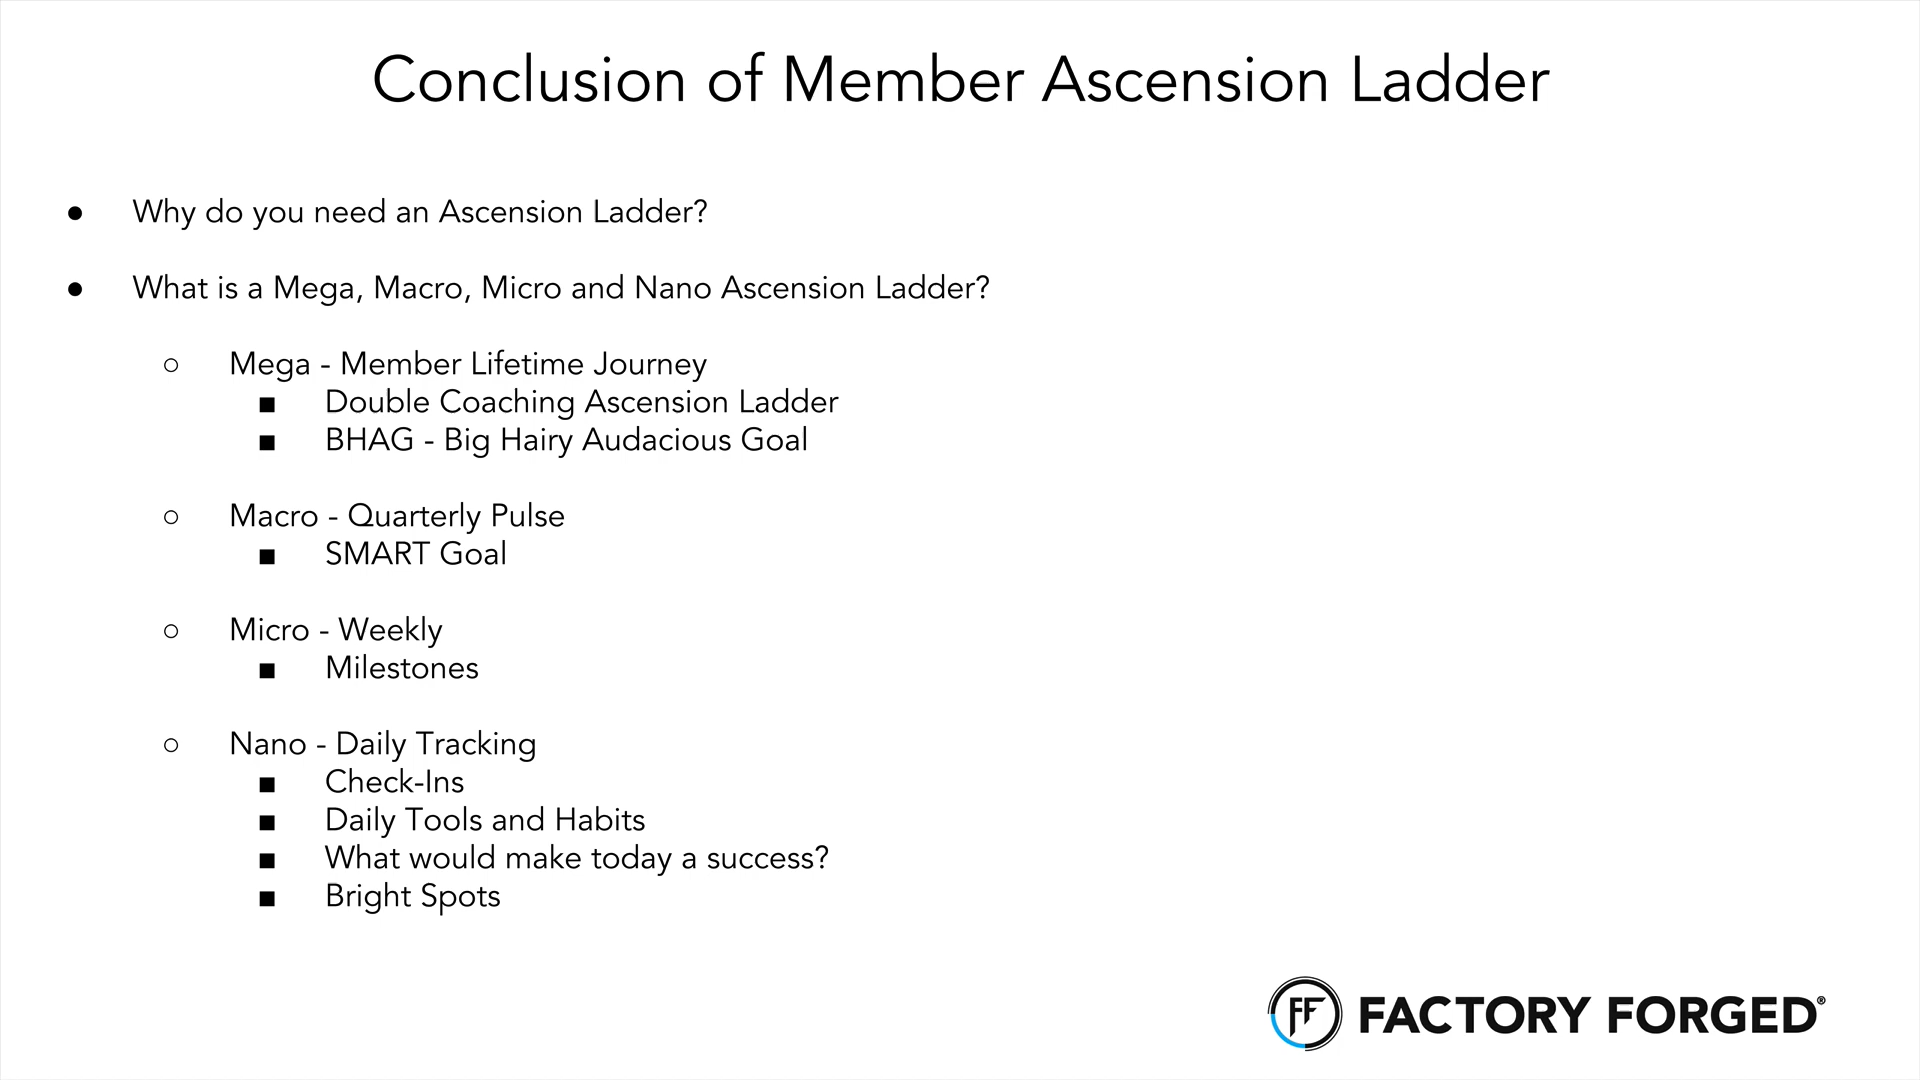 Conclusion of Member Ascension Ladder
● Why do you need an Ascension Ladder?
● What is a Mega, Macro, Micro and Nano Ascension Ladder?
○ Mega - Member Lifetime Journey
■ Double Coaching Ascension Ladder
■ BHAG - Big Hairy Audacious Goal
○ Macro - Quarterly Pulse
■ SMART Goal
○ Micro - Weekly
■ Milestones
○ Nano - Daily Tracking
■ Check-Ins
■ Daily Tools and Habits
■ What would make today a success?
■ Bright Spots
FF FACTORY FORGED®